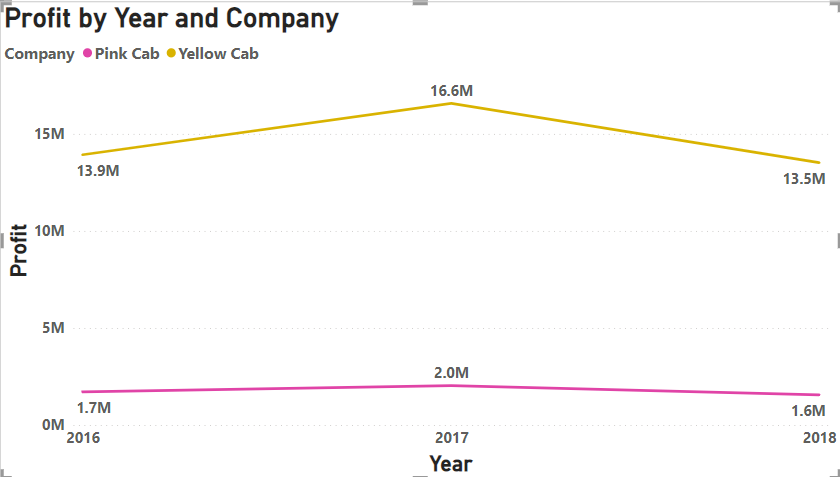 Profit by Year and Company
Company Pink Cab Yellow Cab
16.6M
15M
13.9M
13.5M
10M
Profit
5M
2.0M
1.7M
1.6M
0M
2016 2017 2018
Year